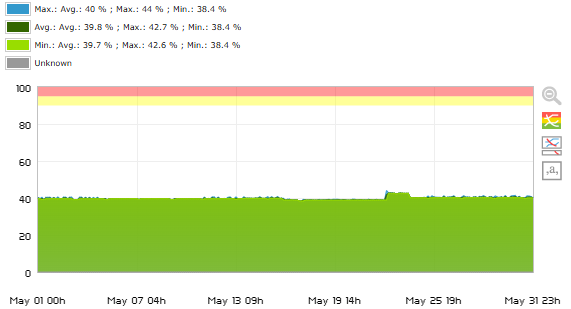 Max.: Avg.: 40 % ; Max.: 44 % ; Min.: 38.4 %
Avg.: Avg.: 39.8 % ; Max.: 42.7 % ; Min.: 38.4 %
Min.: Avg.: 39.7 % ; Max.: 42.6 % ; Min.: 38.4 %
Unknown
100
80
60
40
20
0
May 01 00h May 07 04h May 13 09h May 19 14h May 25 19h May 31 23h
,a,